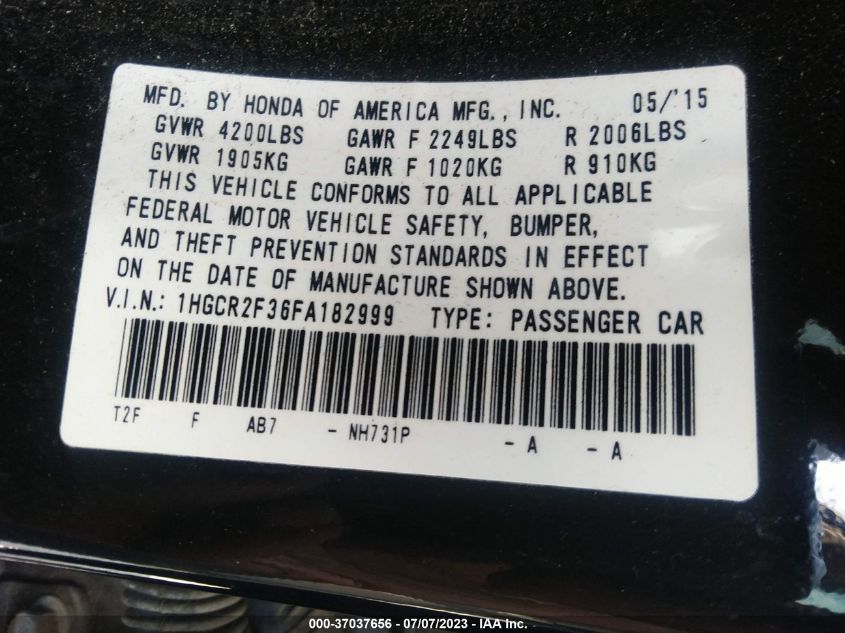 MFD. BY HONDA OF AMERICA MFG., INC. 05/'15
GVWR 4200LBS GAWR F 2249LBS R 2006LBS
GVWR 1905KG GAWR F 1020KG R 910KG
THIS VEHICLE CONFORMS TO ALL APPLICABLE
FEDERAL MOTOR VEHICLE SAFETY, BUMPER,
AND THEFT PREVENTION STANDARDS IN EFFECT
ON THE DATE OF MANUFACTURE SHOWN ABOVE.
V.I.N.: 1HGCR2F36FA182999 TYPE: PASSENGER CAR
T2F F AB7 - NH731P - A - A
000-37037656 - 07/07/2023 - IAA Inc.